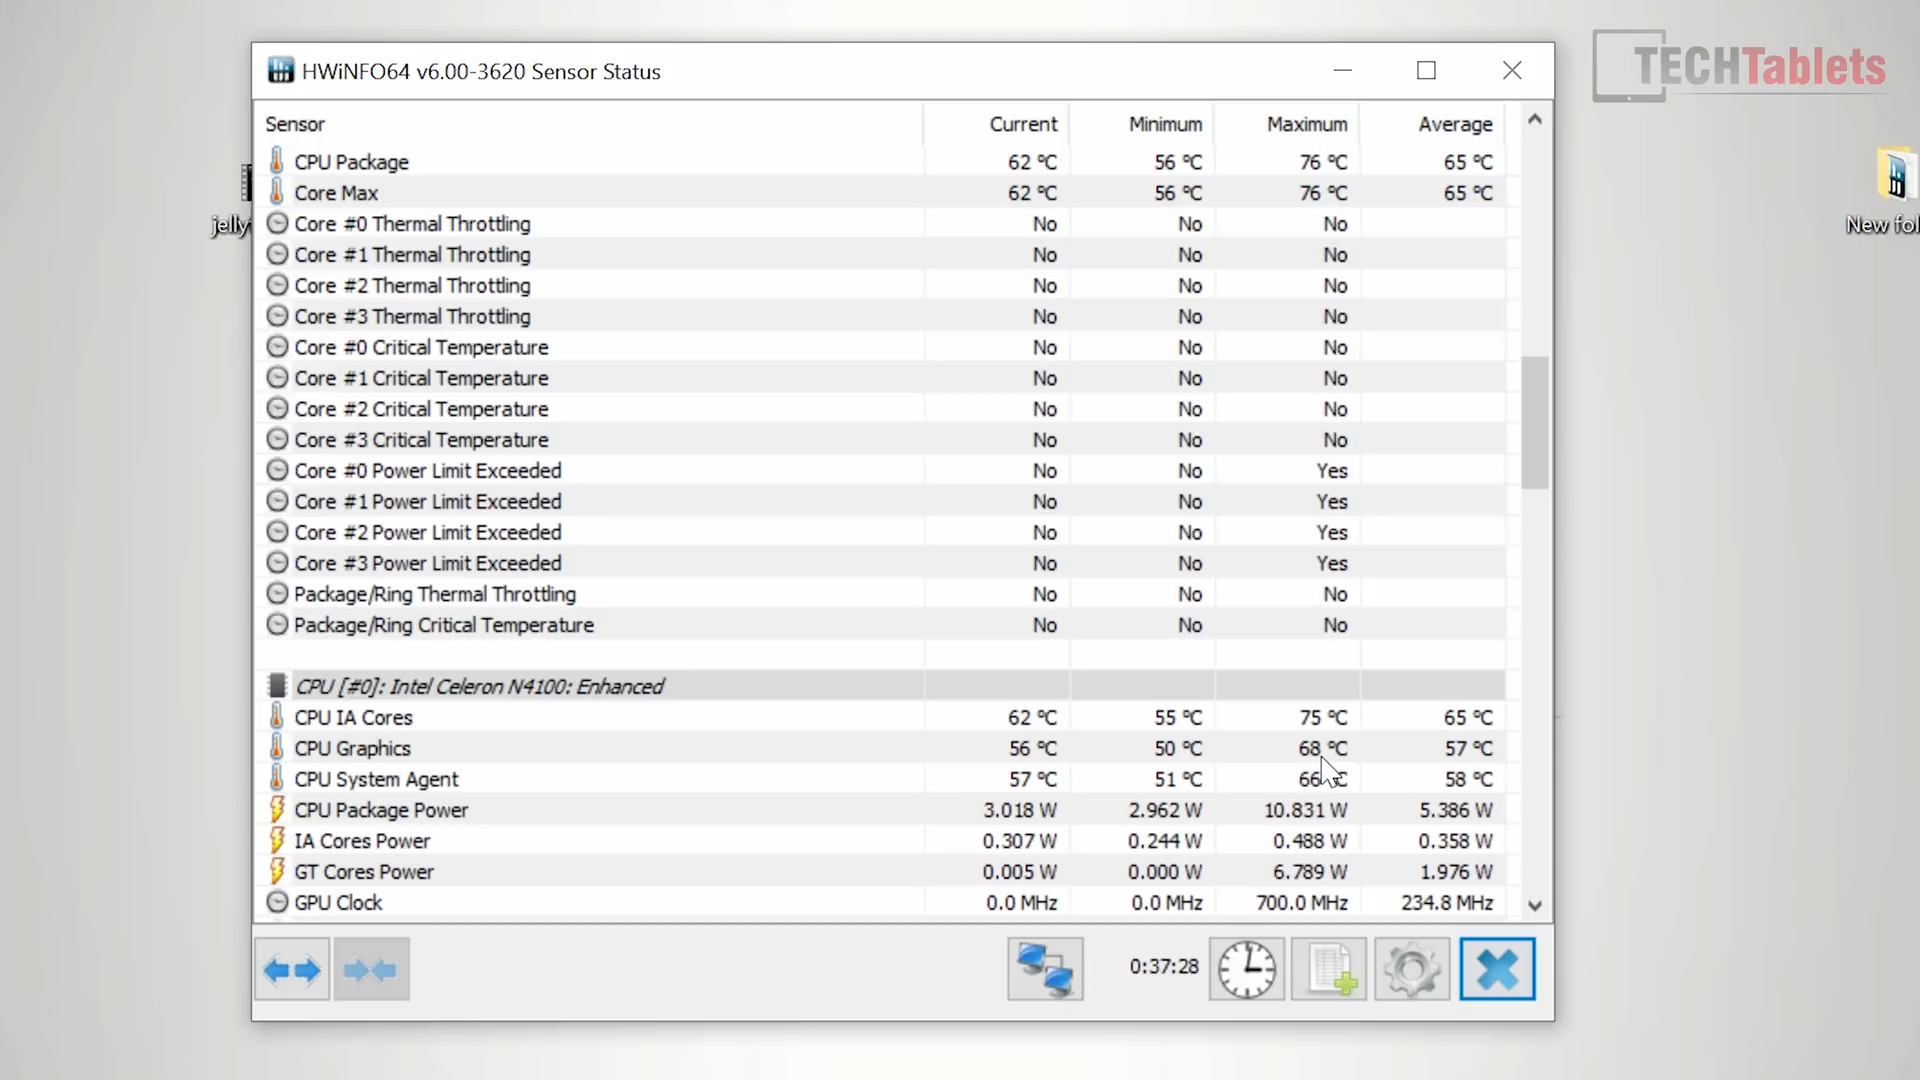 TECHTablets
HWiNFO64 v6.00-3620 Sensor Status
Sensor Current Minimum Maximum Average
CPU Package 62 °C 56 °C 76 °C 65 °C
Core Max 62 °C 56 °C 76 °C 65 °C
Core #0 Thermal Throttling No No No
Core #1 Thermal Throttling No No No
Core #2 Thermal Throttling No No No
Core #3 Thermal Throttling No No No
Core #0 Critical Temperature No No No
Core #1 Critical Temperature No No No
Core #2 Critical Temperature No No No
Core #3 Critical Temperature No No No
Core #0 Power Limit Exceeded No No Yes
Core #1 Power Limit Exceeded No No Yes
Core #2 Power Limit Exceeded No No Yes
Core #3 Power Limit Exceeded No No Yes
Package/Ring Thermal Throttling No No No
Package/Ring Critical Temperature No No No
CPU [#0]: Intel Celeron N4100: Enhanced
CPU IA Cores 62 °C 55 °C 75 °C 65 °C
CPU Graphics 56 °C 50 °C 68 °C 57 °C
CPU System Agent 57 °C 51 °C 66 °C 58 °C
CPU Package Power 3.018 W 2.962 W 10.831 W 5.386 W
IA Cores Power 0.307 W 0.244 W 0.488 W 0.358 W
GT Cores Power 0.005 W 0.000 W 6.789 W 1.976 W
GPU Clock 0.0 MHz 0.0 MHz 700.0 MHz 234.8 MHz
0:37:28
jelly
New fol